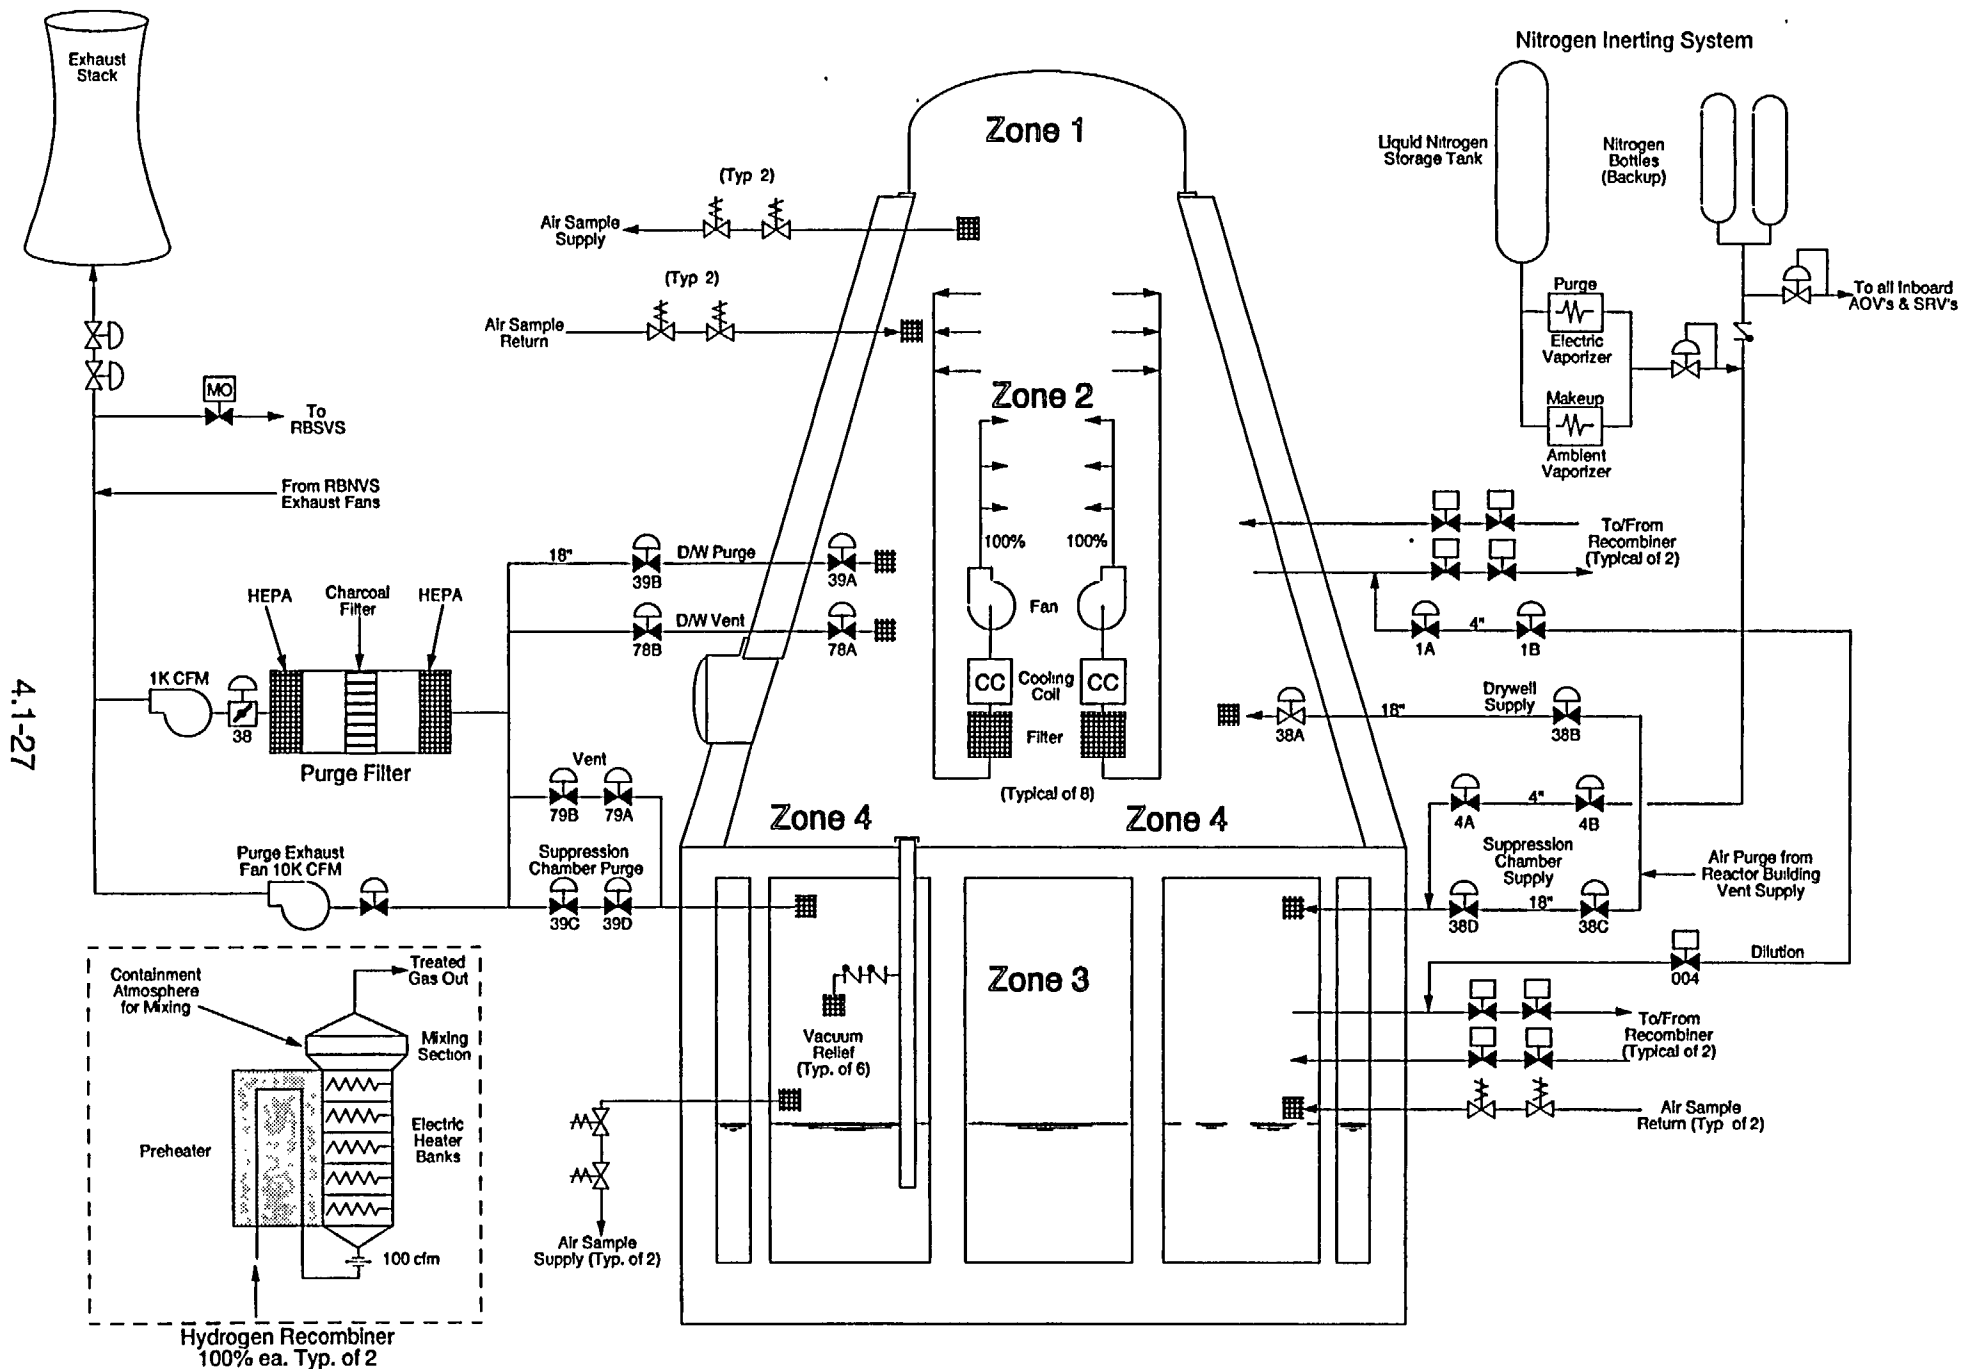 Nitrogen Inerting System
Exhaust
Stack
Zone 1
Liquid Nitrogen
Storage Tank
Nitrogen
Bottles
(Backup)
(Typ 2)
Air Sample
Supply
(Typ 2)
Air Sample
Return
Purge
Electric
Vaporizer
To all Inboard
AOV's & SRV's
MO
To
RBSVS
Zone 2
Makeup
Ambient
Vaporizer
From RBNVS
Exhaust Fans
18"
D/W Purge
39B
39A
100%
100%
To/From
Recombiner
(Typical of 2)
HEPA
Charcoal
Filter
HEPA
D/W Vent
78B
78A
Fan
1A
4"
1B
1K CFM
38
Purge Filter
CC
Cooling
Coil
CC
Filter
(Typical of 8)
Drywell
Supply
38A
18"
38B
4.1-27
Vent
79B
79A
Zone 4
Zone 4
4A
4"
4B
Purge Exhaust
Fan 10K CFM
Suppression
Chamber Purge
39C
39D
Suppression
Chamber
Supply
18"
38D
38C
Air Purge from
Reactor Building
Vent Supply
Containment
Atmosphere
for Mixing
Treated
Gas Out
Mixing
Section
Preheater
Electric
Heater
Banks
100 cfm
Hydrogen Recombiner
100% ea. Typ. of 2
Zone 3
Vacuum
Relief
(Typ. of 6)
Air Sample
Supply (Typ. of 2)
Dilution
004
To/From
Recombiner
(Typical of 2)
Air Sample
Return (Typ of 2)